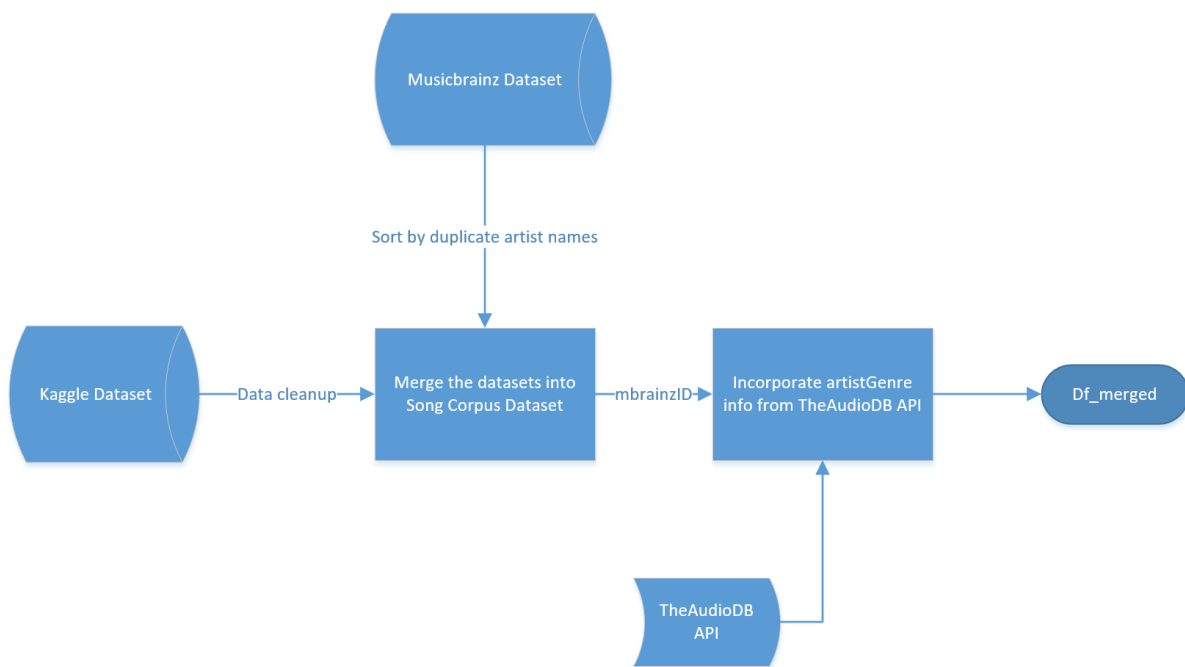 Musicbrainz Dataset
Sort by duplicate artist names
Kaggle Dataset
Data cleanup
Merge the datasets into
Song Corpus Dataset
mbrainzID
Incorporate artistGenre
info from TheAudioDB API
Df_merged
TheAudioDB
API